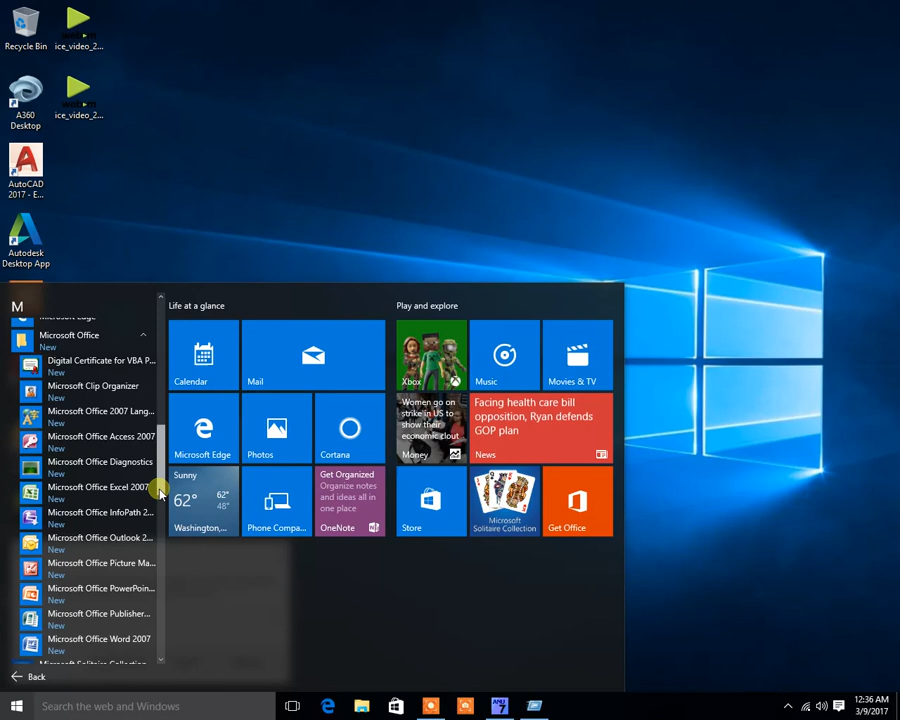 Recycle Bin
ice_video_2...
A360
Desktop
ice_video_2...
AutoCAD
2017 - E...
Autodesk
Desktop App
M
Microsoft Office
New
Digital Certificate for VBA P...
New
Microsoft Clip Organizer
New
Microsoft Office 2007 Lang...
New
Microsoft Office Access 2007
New
Microsoft Office Diagnostics
New
Microsoft Office Excel 2007
New
Microsoft Office InfoPath 2...
New
Microsoft Office Outlook 2...
New
Microsoft Office Picture Ma...
New
Microsoft Office PowerPoin...
New
Microsoft Office Publisher...
New
Microsoft Office Word 2007
New
Microsoft Solitaire Collection
Back
Life at a glance
Calendar
Mail
Microsoft Edge
Photos
Cortana
Sunny
62°
62°
48°
Washington,...
Phone Compa...
Get Organized
Organize notes
and ideas all in
one place
OneNote
Play and explore
Xbox
Music
Movies & TV
Women go on
strike in US to
show their
economic clout
Money
Facing health care bill
opposition, Ryan defends
GOP plan
News
Store
Microsoft
Solitaire Collection
Get Office
Search the web and Windows
ANU
7
12:36 AM
3/9/2017